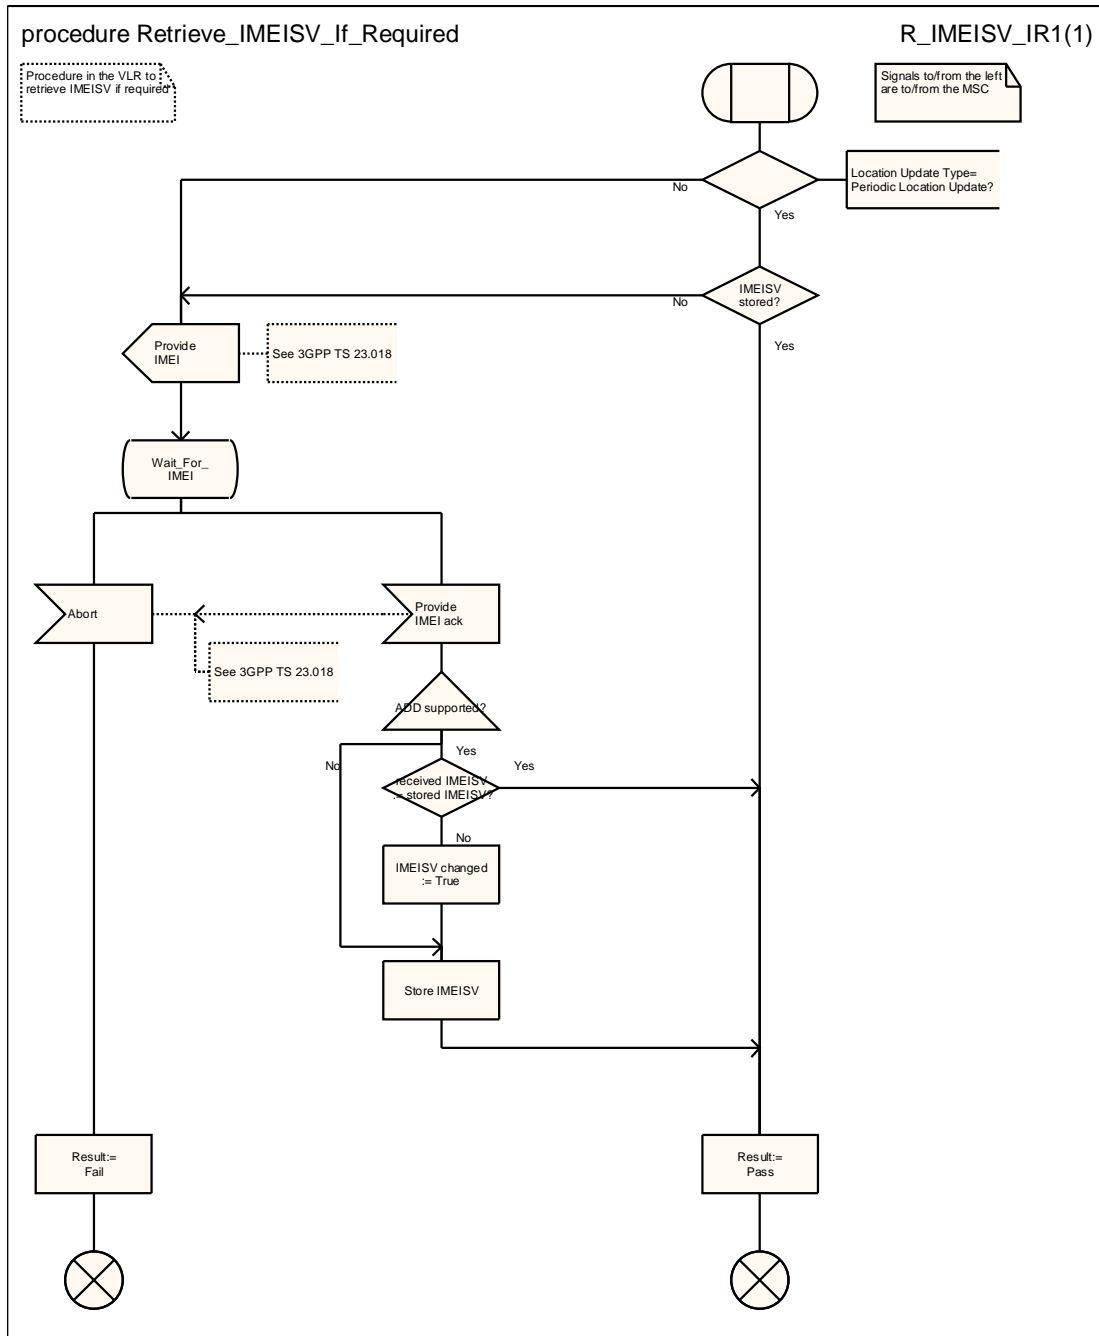 procedure Retrieve_IMEISV_If_Required
R_IMEISV_IR1(1)
Procedure in the VLR to
retrieve IMEISV if required
Signals to/from the left
are to/from the MSC
Location Update Type=
Periodic Location Update?
No
Yes
IMEISV
stored?
No
Yes
Provide
IMEI
See 3GPP TS 23.018
Wait_For_
IMEI
Abort
Provide
IMEI ack
See 3GPP TS 23.018
ADD supported?
Yes
No
Yes
received IMEISV
:= stored IMEISV?
No
IMEISV changed
:= True
Store IMEISV
Result:=
Fail
Result:=
Pass